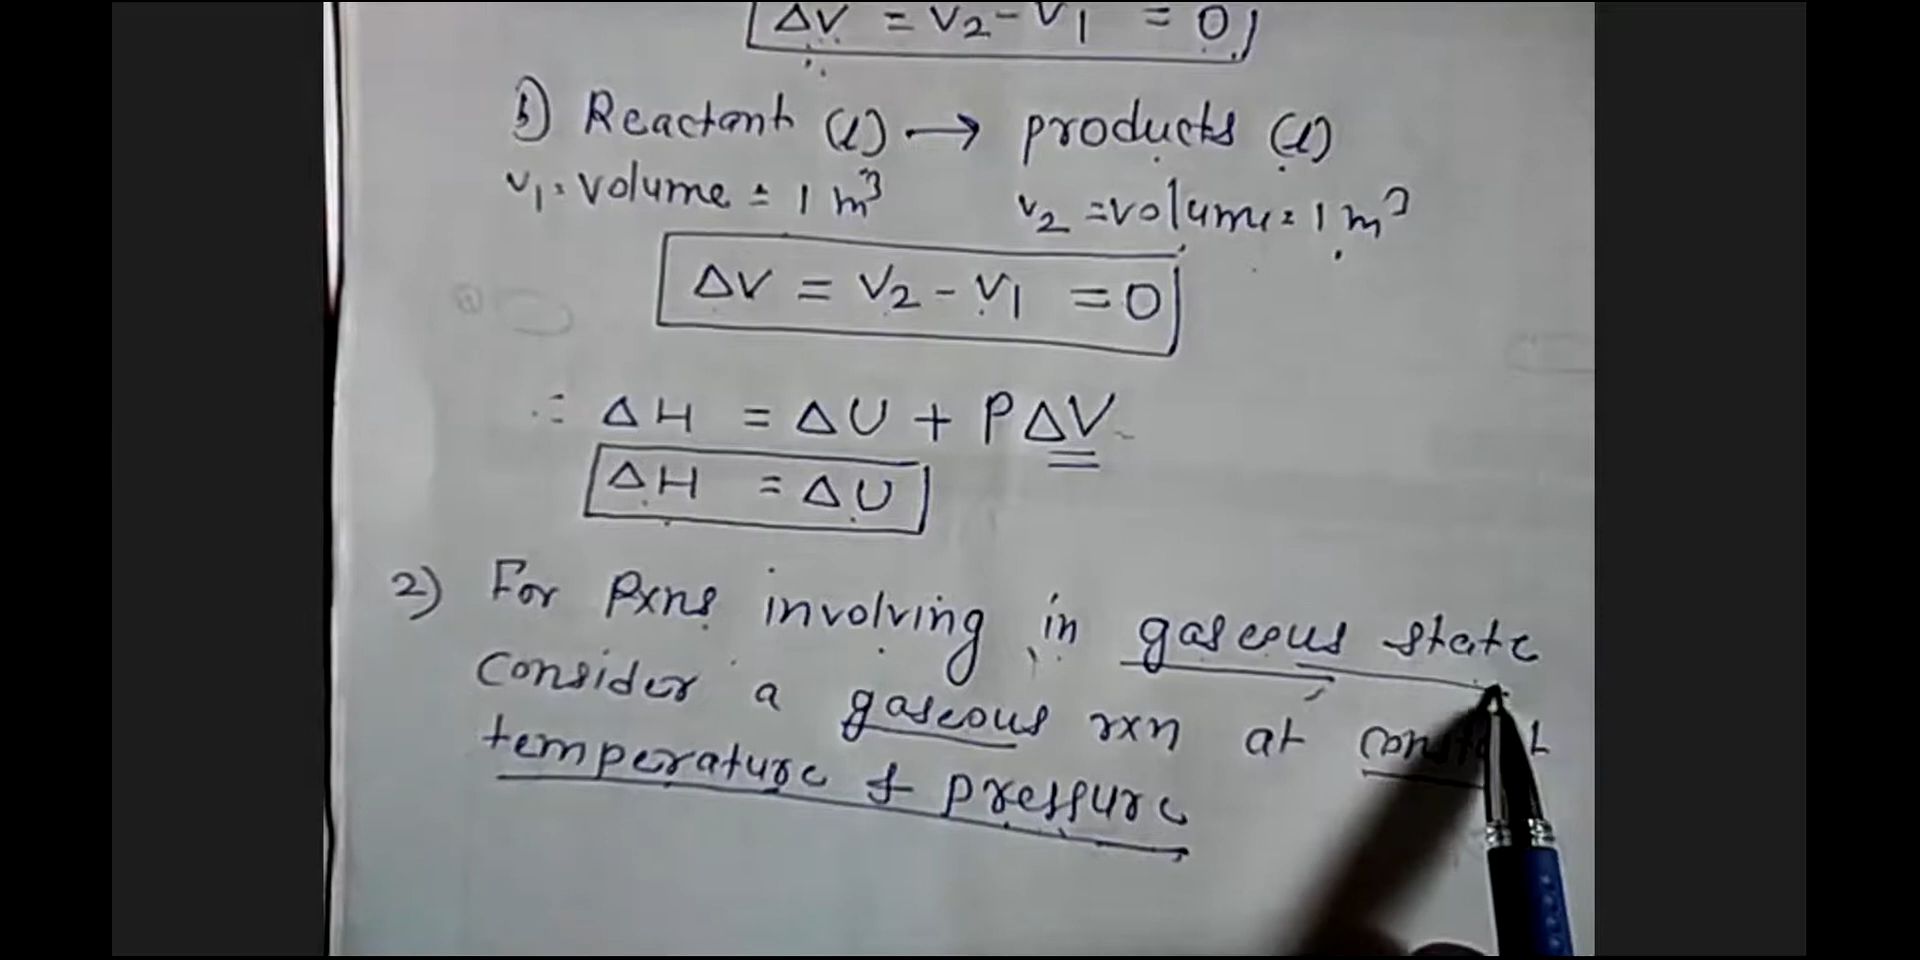 ΔV = V2 - V1 = 0
b) Reactant (l) → products (l)
V1 = volume = 1 m³ V2 = volume = 1 m³
ΔV = V2 - V1 = 0
∴ ΔH = ΔU + PΔV
ΔH = ΔU
2) For Rxns involving in gaseous state
consider a gaseous rxn at
temperature & pressure